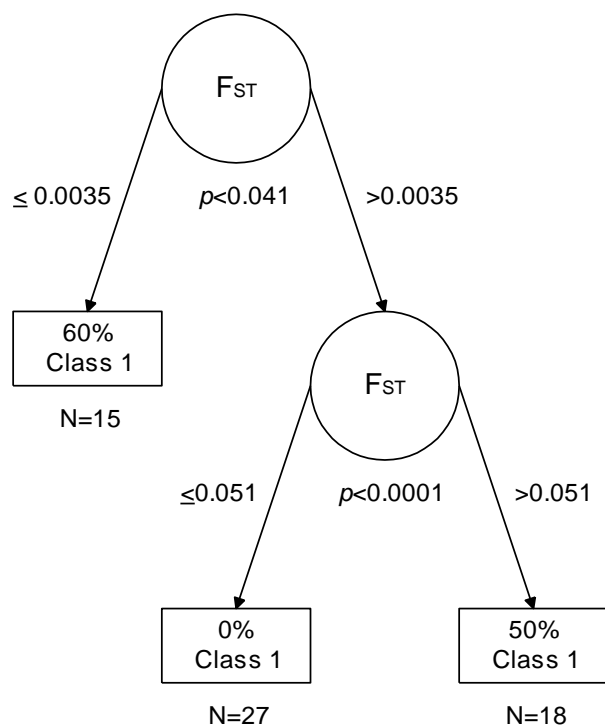 FST
≤ 0.0035
p<0.041
>0.0035
60%
Class 1
N=15
FST
≤0.051
p<0.0001
>0.051
0%
Class 1
50%
Class 1
N=27
N=18